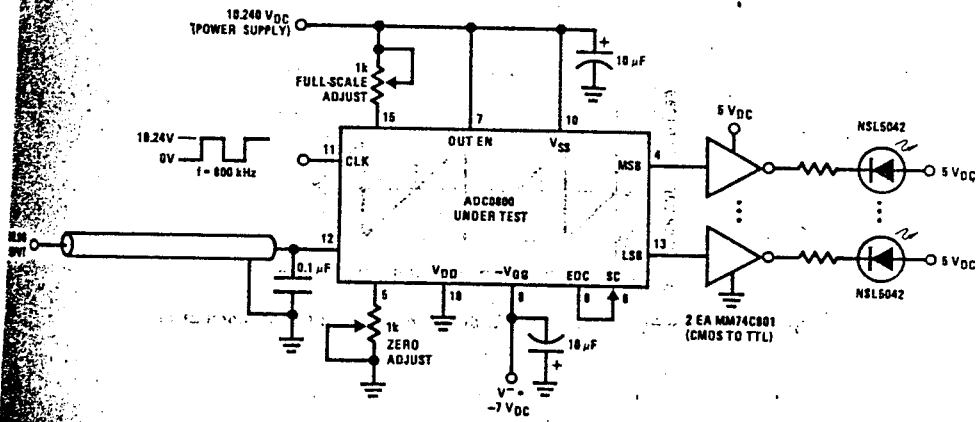 10.240 VDC
(POWER SUPPLY)
1k
FULL-SCALE
ADJUST
+
10 µF
15
7
10
5 VDC
NSL5042
10.24V
0V
f = 800 kHz
11
CLK
OUT EN
VSS
MSB
4
5 VDC
ADC0800
UNDER TEST
12
LSB
13
5 VDC
0.1 µF
VDD
-VGG
EOC
SC
5
18
8
9
6
NSL5042
1k
ZERO
ADJUST
10 µF
+
2 EA MM74C901
(CMOS TO TTL)
V-
-7 VDC